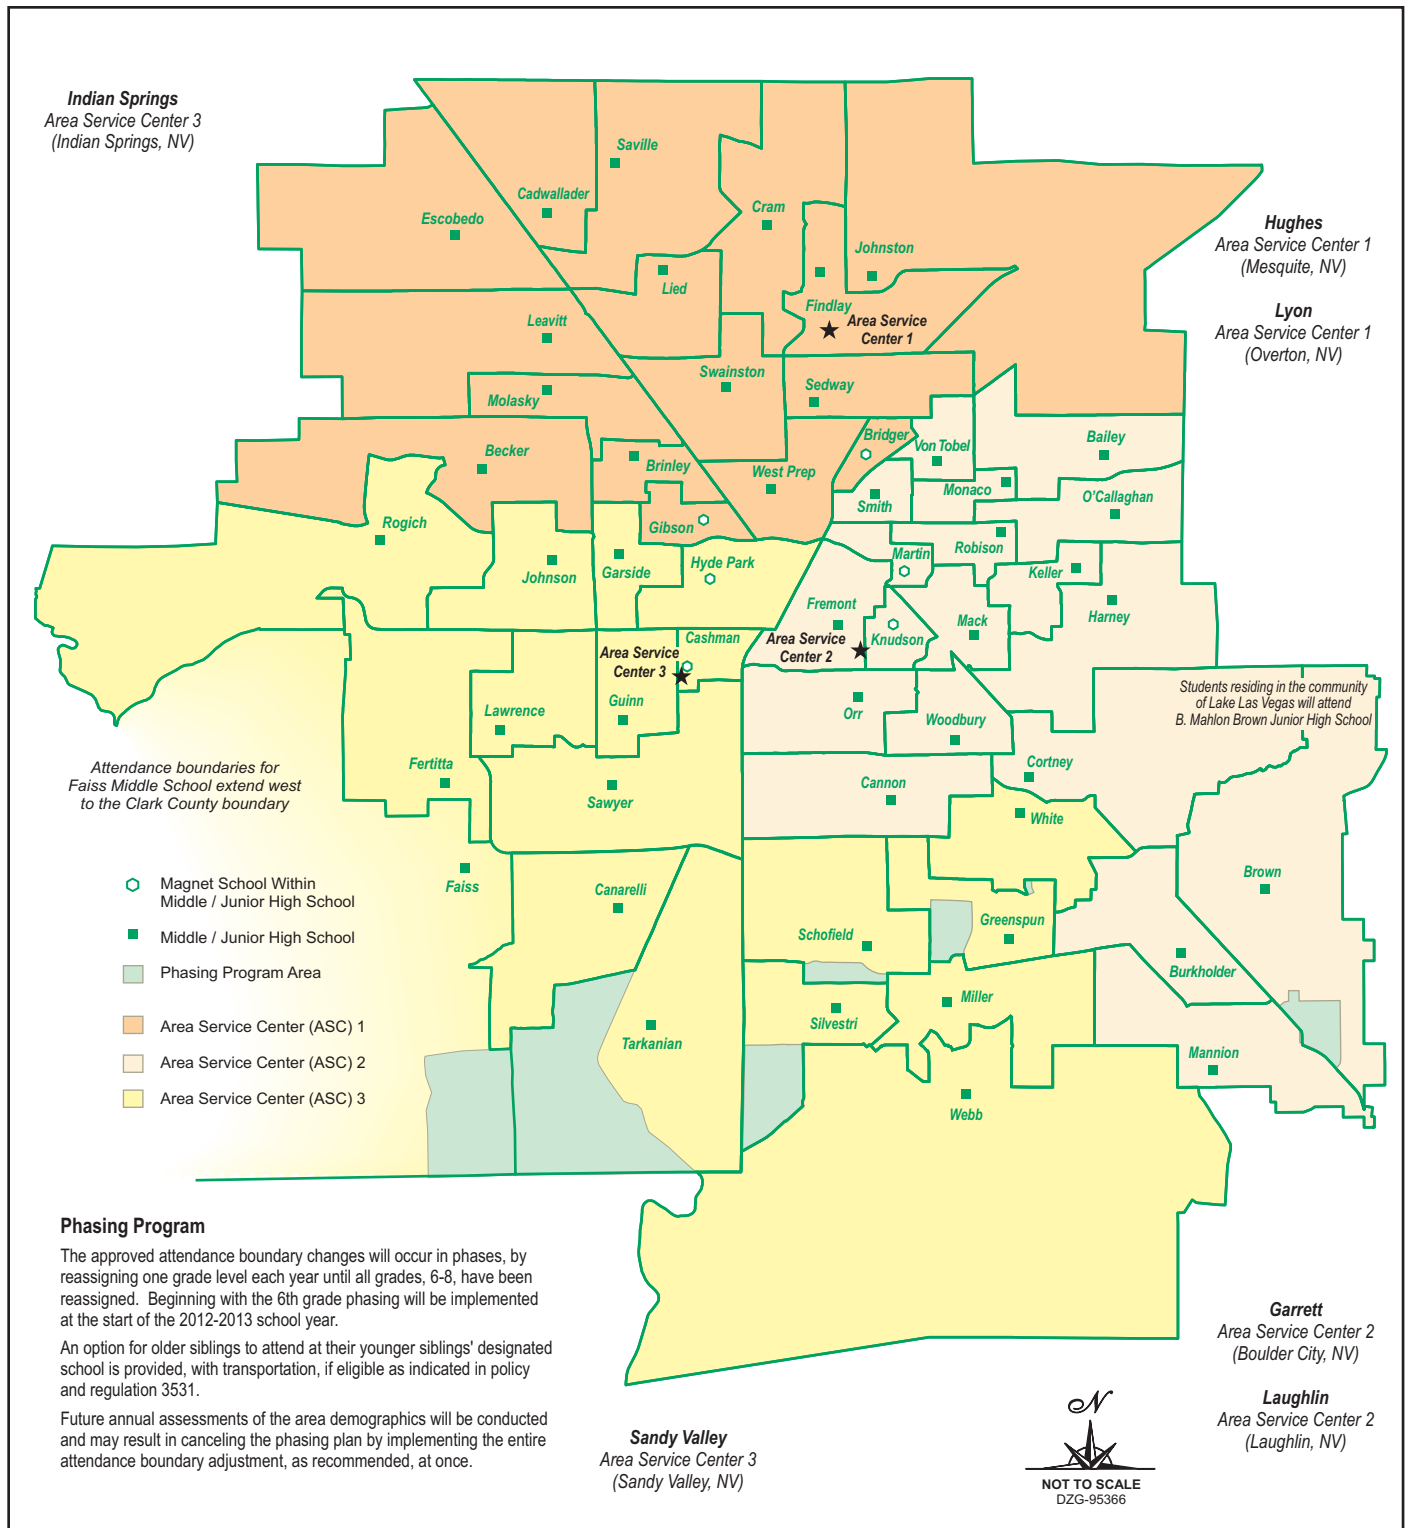 Indian Springs
Area Service Center 3
(Indian Springs, NV)
Saville
Cadwallader
Escobedo
Cram
Hughes
Area Service Center 1
(Mesquite, NV)
Johnston
Lied
Findlay
Lyon
Area Service Center 1
(Overton, NV)
Leavitt
Area Service
Center 1
Swainston
Sedway
Molasky
Becker
Brinley
West Prep
Bridger
Von Tobel
Bailey
Monaco
O'Callaghan
Smith
Rogich
Gibson
Johnson
Garside
Hyde Park
Martin
Robison
Keller
Fremont
Harney
Mack
Knudson
Area Service
Center 2
Cashman
Area Service
Center 3
Students residing in the community
of Lake Las Vegas will attend
B. Mahlon Brown Junior High School
Lawrence
Guinn
Orr
Woodbury
Fertitta
Cortney
Attendance boundaries for
Faiss Middle School extend west
to the Clark County boundary
Sawyer
Cannon
White
Faiss
Canarelli
Brown
Magnet School Within
Middle / Junior High School
Middle / Junior High School
Phasing Program Area
Area Service Center (ASC) 1
Area Service Center (ASC) 2
Area Service Center (ASC) 3
Schofield
Greenspun
Burkholder
Miller
Silvestri
Tarkanian
Mannion
Webb
Phasing Program
The approved attendance boundary changes will occur in phases, by
reassigning one grade level each year until all grades, 6-8, have been
reassigned. Beginning with the 6th grade phasing will be implemented
at the start of the 2012-2013 school year.
An option for older siblings to attend at their younger siblings' designated
school is provided, with transportation, if eligible as indicated in policy
and regulation 3531.
Future annual assessments of the area demographics will be conducted
and may result in canceling the phasing plan by implementing the entire
attendance boundary adjustment, as recommended, at once.
Sandy Valley
Area Service Center 3
(Sandy Valley, NV)
Garrett
Area Service Center 2
(Boulder City, NV)
Laughlin
Area Service Center 2
(Laughlin, NV)
N
NOT TO SCALE
DZG-95366